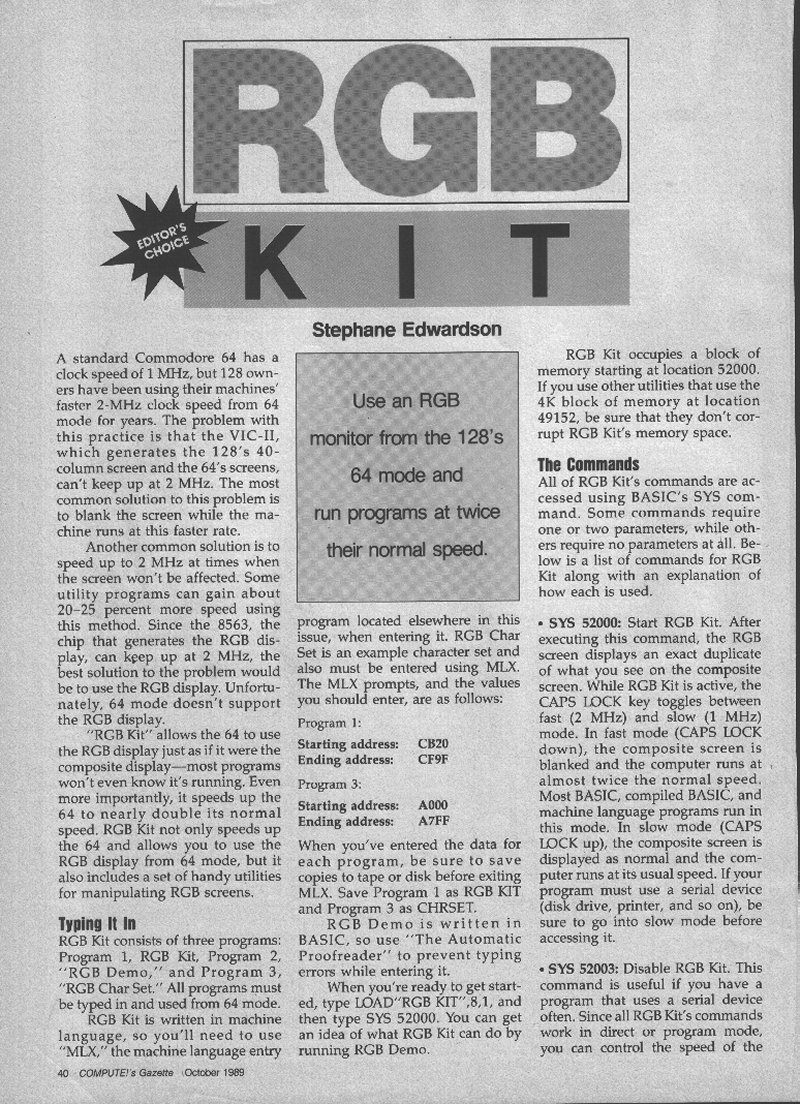 RGB
EDITOR'S
CHOICE
KIT
Stephane Edwardson
A standard Commodore 64 has a
clock speed of 1 MHz, but 128 own-
ers have been using their machines'
faster 2-MHz clock speed from 64
mode for years. The problem with
this practice is that the VIC-II,
which generates the 128's 40-
column screen and the 64's screens,
can't keep up at 2 MHz. The most
common solution to this problem is
to blank the screen while the ma-
chine runs at this faster rate.
Another common solution is to
speed up to 2 MHz at times when
the screen won't be affected. Some
utility programs can gain about
20–25 percent more speed using
this method. Since the 8563, the
chip that generates the RGB dis-
play, can keep up at 2 MHz, the
best solution to the problem would
be to use the RGB display. Unfortu-
nately, 64 mode doesn't support
the RGB display.
"RGB Kit" allows the 64 to use
the RGB display just as if it were the
composite display—most programs
won't even know it's running. Even
more importantly, it speeds up the
64 to nearly double its normal
speed. RGB Kit not only speeds up
the 64 and allows you to use the
RGB display from 64 mode, but it
also includes a set of handy utilities
for manipulating RGB screens.
Typing It In
RGB Kit consists of three programs:
Program 1, RGB Kit, Program 2,
"RGB Demo," and Program 3,
"RGB Char Set." All programs must
be typed in and used from 64 mode.
RGB Kit is written in machine
language, so you'll need to use
"MLX," the machine language entry
Use an RGB
monitor from the 128's
64 mode and
run programs at twice
their normal speed.
program located elsewhere in this
issue, when entering it. RGB Char
Set is an example character set and
also must be entered using MLX.
The MLX prompts, and the values
you should enter, are as follows:
Program 1:
Starting address: CB20
Ending address: CF9F
Program 3:
Starting address: A000
Ending address: A7FF
When you've entered the data for
each program, be sure to save
copies to tape or disk before exiting
MLX. Save Program 1 as RGB KIT
and Program 3 as CHRSET.
RGB Demo is written in
BASIC, so use "The Automatic
Proofreader" to prevent typing
errors while entering it.
When you're ready to get start-
ed, type LOAD"RGB KIT",8,1, and
then type SYS 52000. You can get
an idea of what RGB Kit can do by
running RGB Demo.
RGB Kit occupies a block of
memory starting at location 52000.
If you use other utilities that use the
4K block of memory at location
49152, be sure that they don't cor-
rupt RGB Kit's memory space.
The Commands
All of RGB Kit's commands are ac-
cessed using BASIC's SYS com-
mand. Some commands require
one or two parameters, while oth-
ers require no parameters at all. Be-
low is a list of commands for RGB
Kit along with an explanation of
how each is used.
• SYS 52000: Start RGB Kit. After
executing this command, the RGB
screen displays an exact duplicate
of what you see on the composite
screen. While RGB Kit is active, the
CAPS LOCK key toggles between
fast (2 MHz) and slow (1 MHz)
mode. In fast mode (CAPS LOCK
down), the composite screen is
blanked and the computer runs at
almost twice the normal speed.
Most BASIC, compiled BASIC, and
machine language programs run in
this mode. In slow mode (CAPS
LOCK up), the composite screen is
displayed as normal and the com-
puter runs at its usual speed. If your
program must use a serial device
(disk drive, printer, and so on), be
sure to go into slow mode before
accessing it.
• SYS 52003: Disable RGB Kit. This
command is useful if you have a
program that uses a serial device
often. Since all RGB Kit's commands
work in direct or program mode,
you can control the speed of the
40 COMPUTE!'s Gazette October 1989